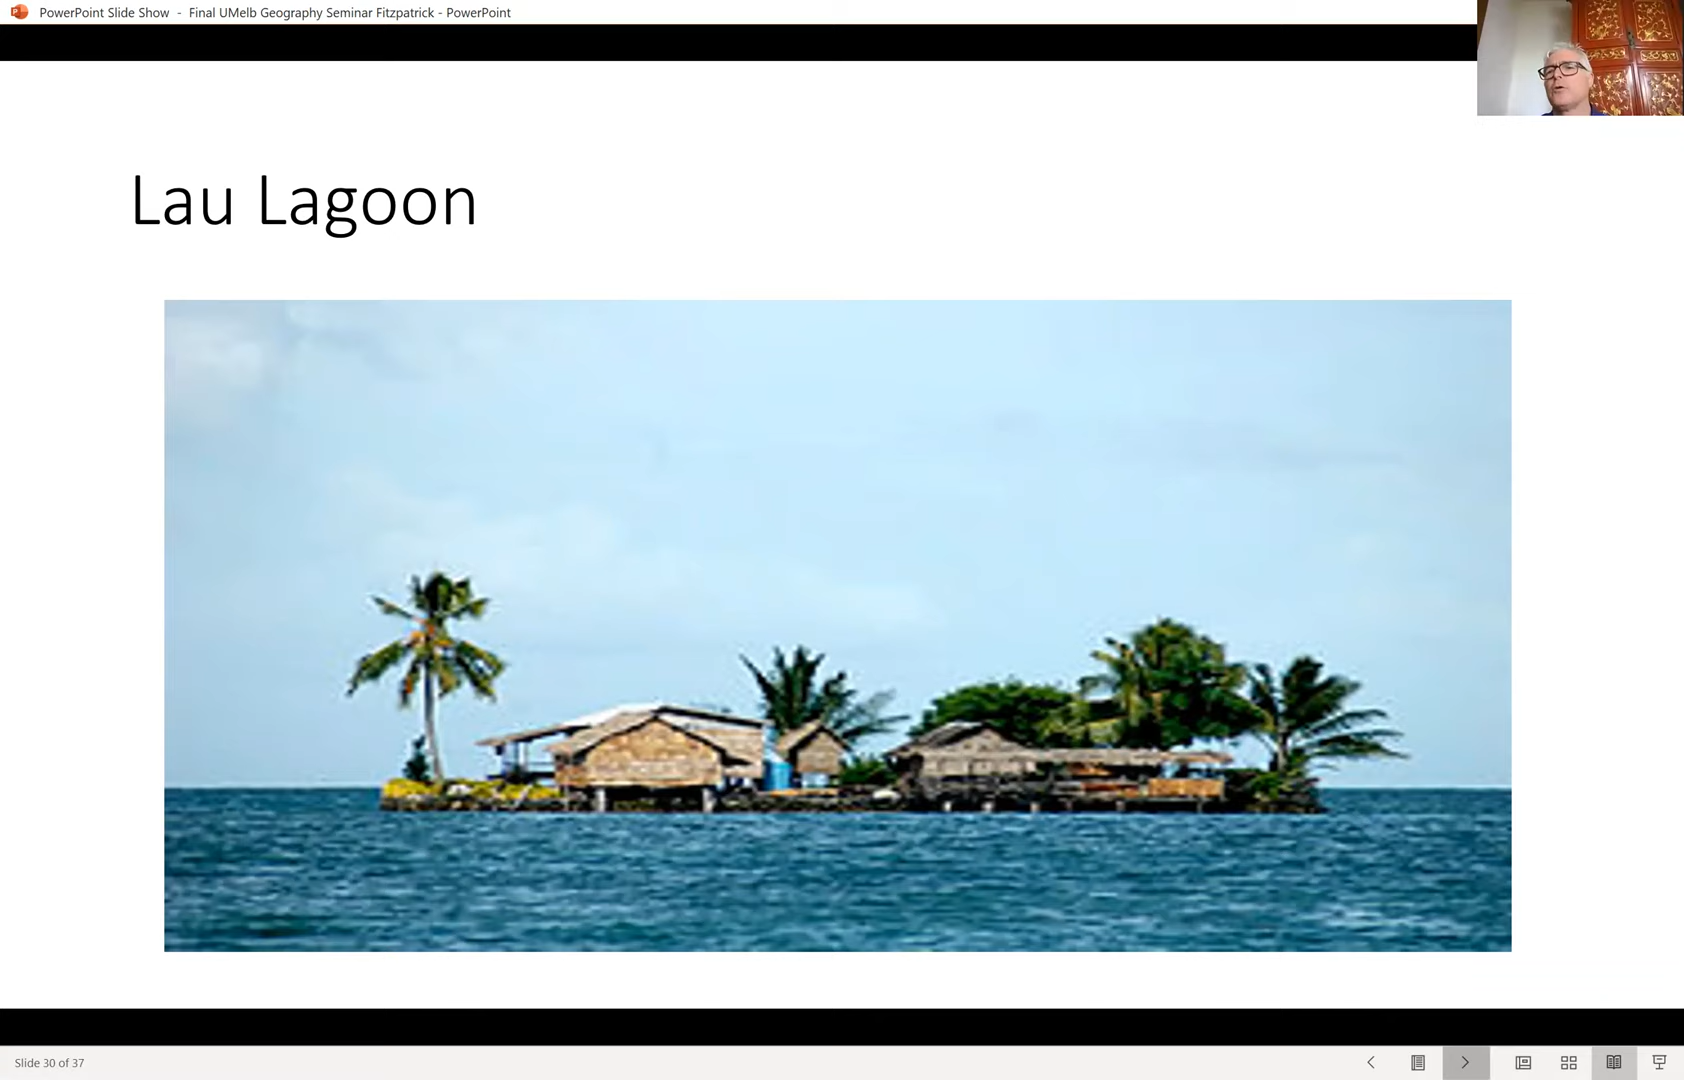 PowerPoint Slide Show - Final UMelb Geography Seminar Fitzpatrick - PowerPoint
Lau Lagoon
Slide 30 of 37